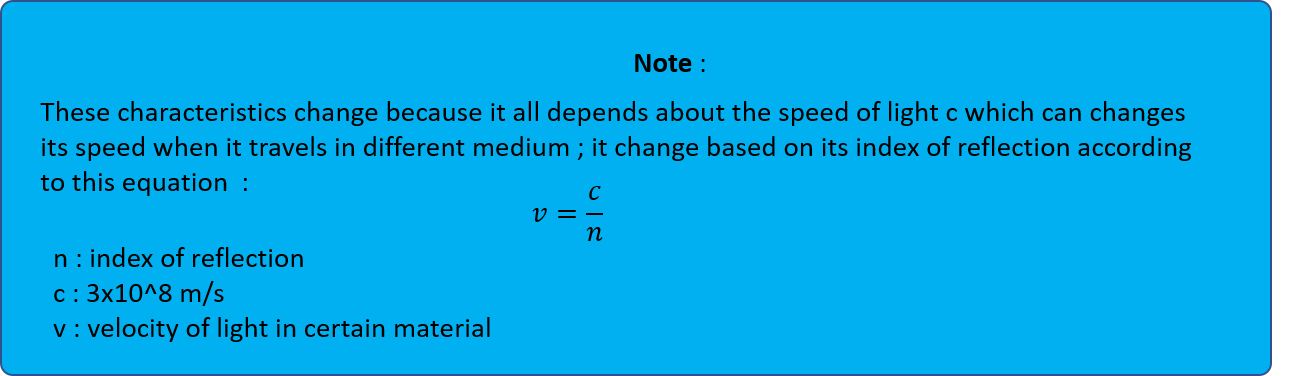 Note :
These characteristics change because it all depends about the speed of light c which can changes
its speed when it travels in different medium ; it change based on its index of reflection according
to this equation :
v = c/n
n : index of reflection
c : 3x10^8 m/s
v : velocity of light in certain material